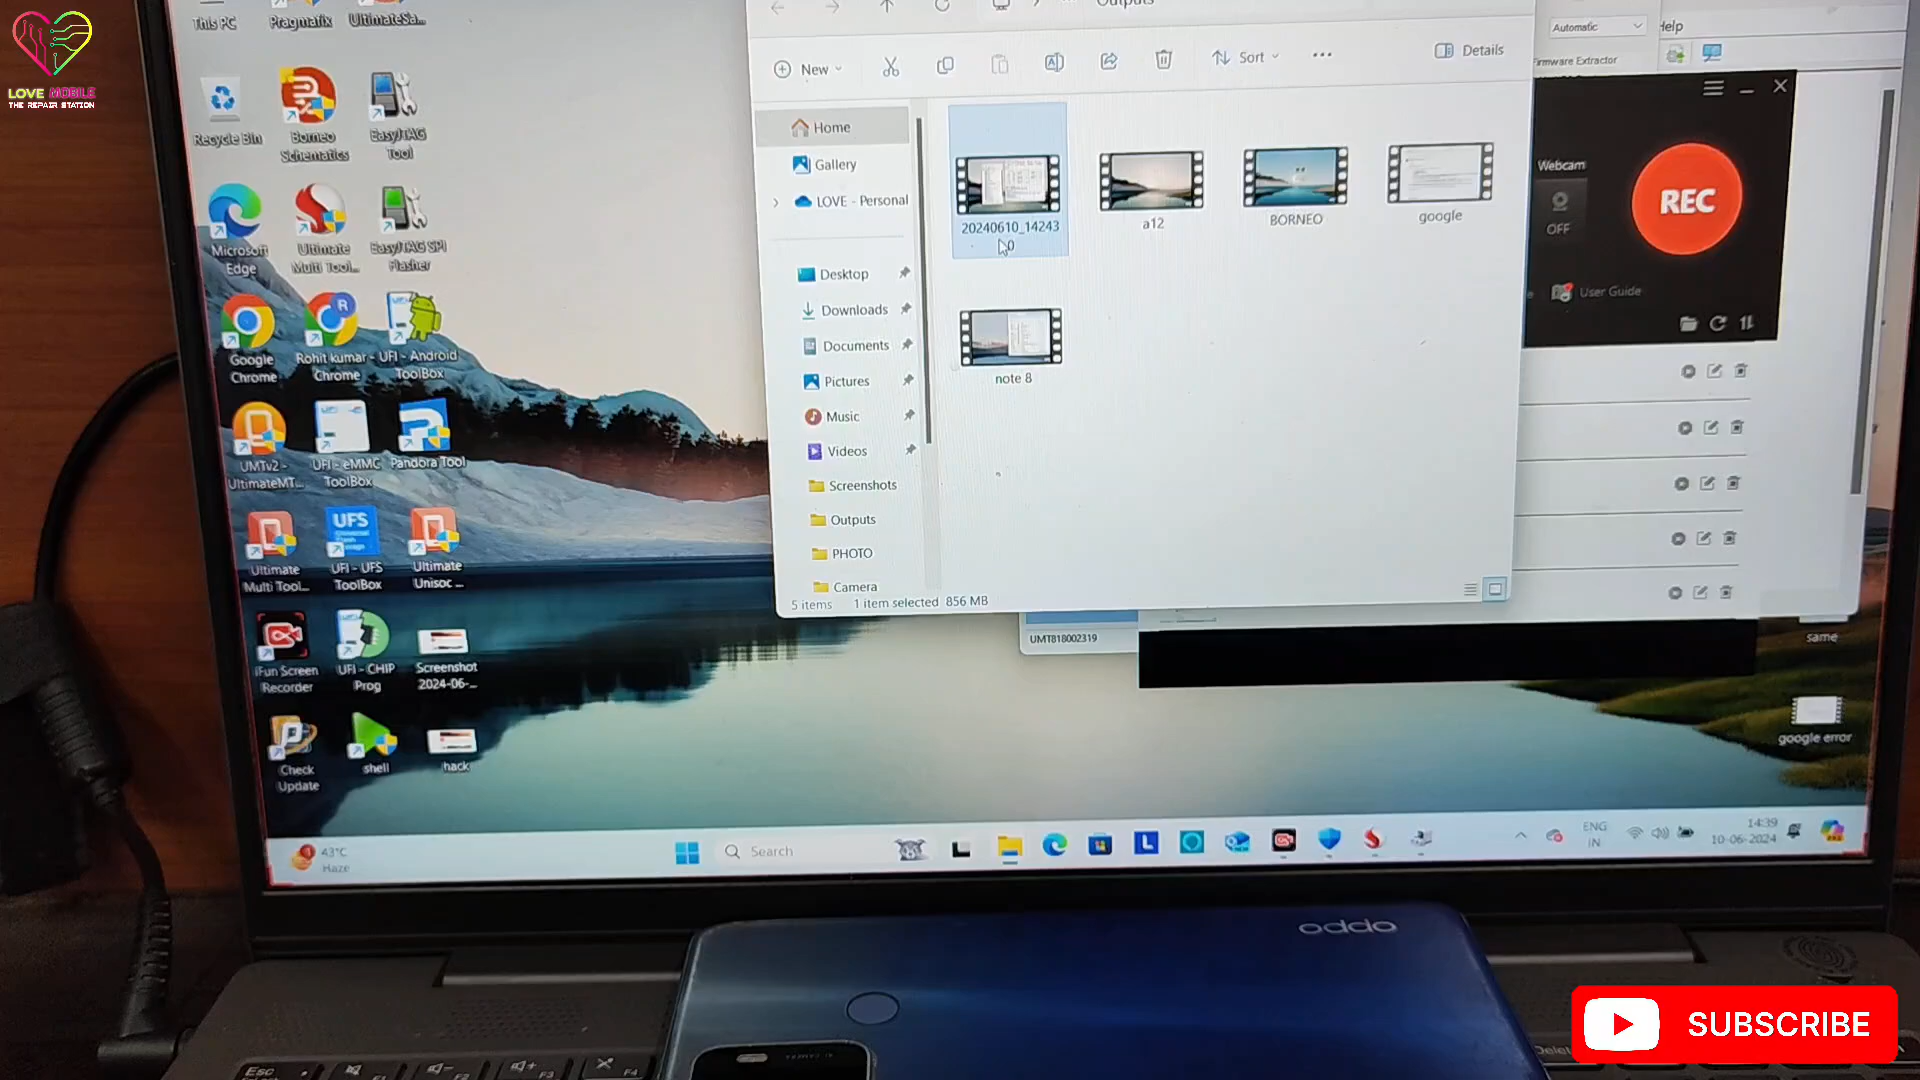 LOVE MOBILE
THE REPAIR STATION
This PC
Pragmafix
UltimateSa...
Recycle Bin
Borneo
Schematics
EasyJTAG
Tool
Microsoft
Edge
Ultimate
Multi Tool...
EasyJTAG SPI
Flasher
Google
Chrome
Rohit kumar -
Chrome
UFI - Android
ToolBox
UMTv2 -
UltimateMT...
UFI - eMMC
ToolBox
Pandora Tool
UFS
Ultimate
Multi Tool...
UFI - UFS
ToolBox
Ultimate
Unisoc ...
iFun Screen
Recorder
UFI - CHIP
Prog
Screenshot
2024-06-...
Check
Update
shell
hack
Outputs
New
Sort
Details
Home
Gallery
LOVE - Personal
Desktop
Downloads
Documents
Pictures
Music
Videos
Screenshots
Outputs
PHOTO
Camera
20240610_14243
0
a12
BORNEO
google
note 8
5 items
1 item selected 856 MB
UMT818002319
Automatic
Help
Firmware Extractor
Webcam
OFF
REC
User Guide
same
google error
43°C
Haze
Search
ENG
IN
14:39
10-06-2024
oppo
Esc
F1
F2
F3
F4
Delete
SUBSCRIBE